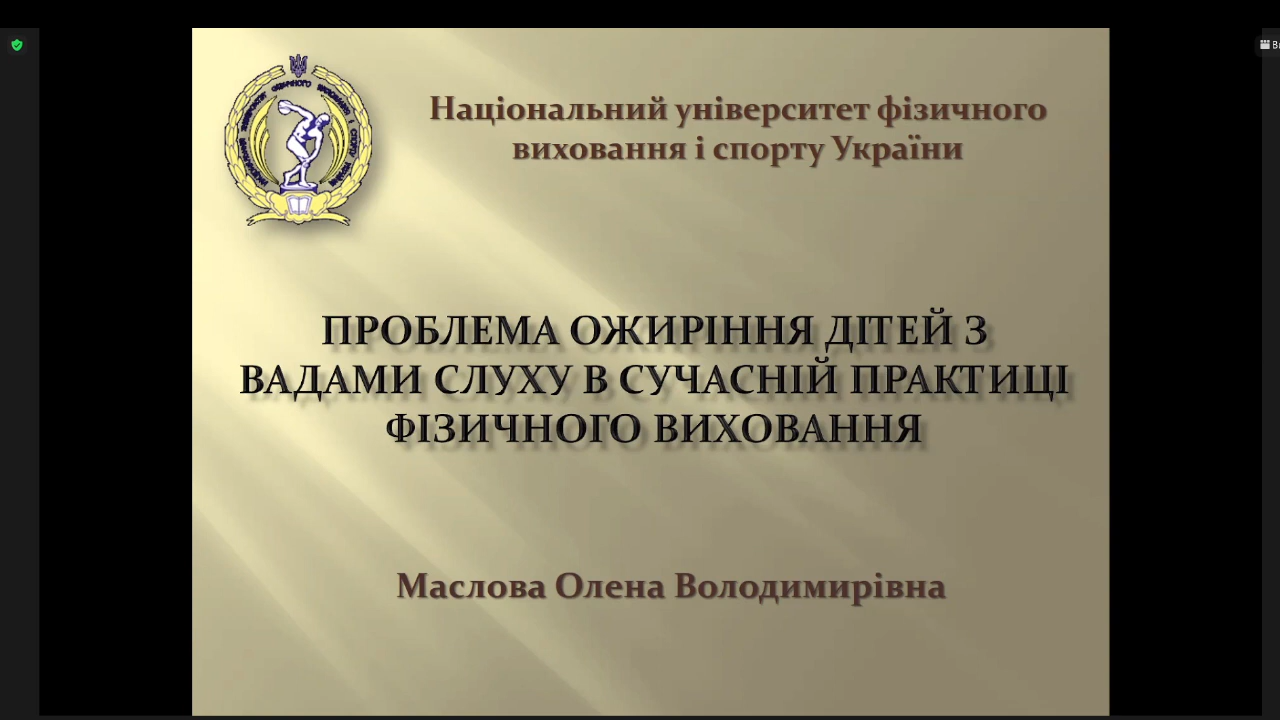 Національний університет фізичного
виховання і спорту України
ПРОБЛЕМА ОЖИРІННЯ ДІТЕЙ З
ВАДАМИ СЛУХУ В СУЧАСНІЙ ПРАКТИЦІ
ФІЗИЧНОГО ВИХОВАННЯ
Маслова Олена Володимирівна